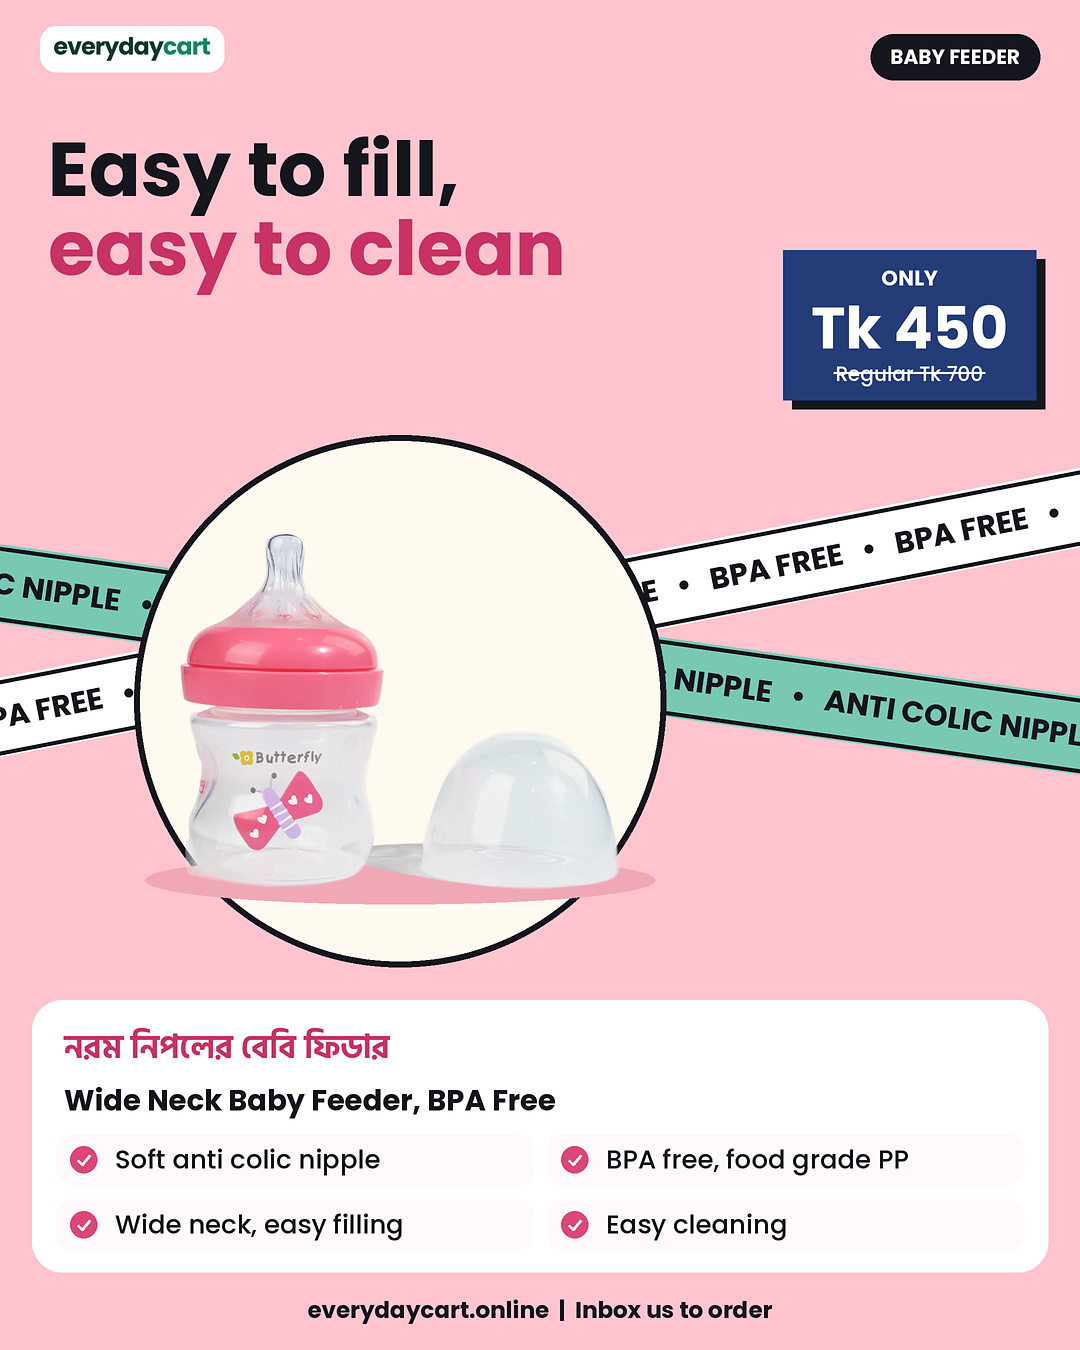 everydaycart
BABY FEEDER
Easy to fill,
easy to clean
ONLY
Tk 450
Regular Tk 700
E • BPA FREE • BPA FREE •
C NIPPLE •
NIPPLE • ANTI COLIC NIPPL
PA FREE •
Butterfly
নরম নিপলের বেবি ফিডার
Wide Neck Baby Feeder, BPA Free
Soft anti colic nipple
BPA free, food grade PP
Wide neck, easy filling
Easy cleaning
everydaycart.online | Inbox us to order